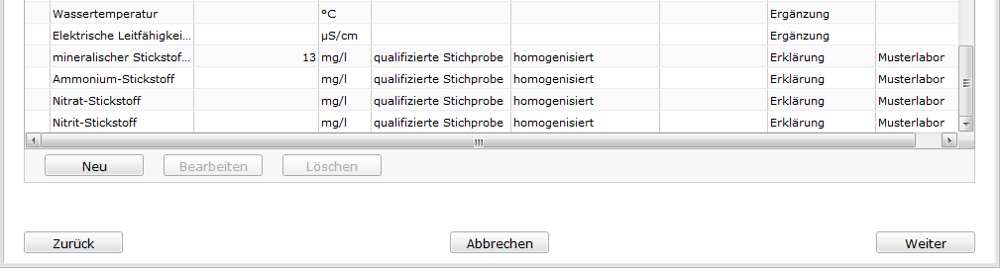 Wassertemperatur °C Ergänzung
Elektrische Leitfähigkei... µS/cm Ergänzung
mineralischer Stickstof... 13 mg/l qualifizierte Stichprobe homogenisiert Erklärung Musterlabor
Ammonium-Stickstoff mg/l qualifizierte Stichprobe homogenisiert Erklärung Musterlabor
Nitrat-Stickstoff mg/l qualifizierte Stichprobe homogenisiert Erklärung Musterlabor
Nitrit-Stickstoff mg/l qualifizierte Stichprobe homogenisiert Erklärung Musterlabor
Neu Bearbeiten Löschen
Zurück Abbrechen Weiter